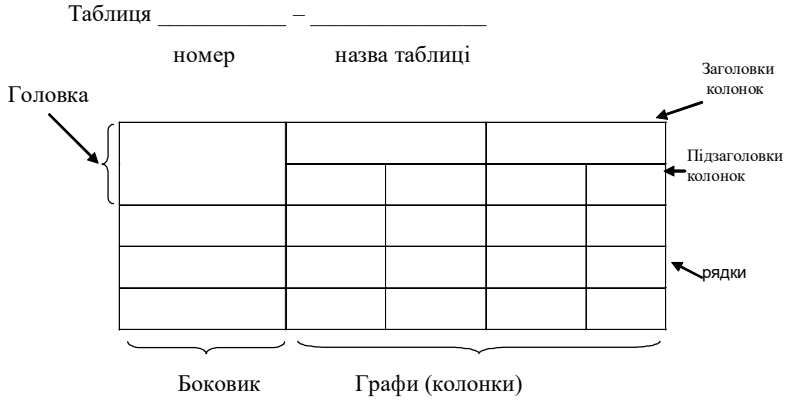 Таблиця ___________ – _______________
номер назва таблиці
Заголовки
колонок
Головка
Підзаголовки
колонок
рядки
Боковик Графи (колонки)